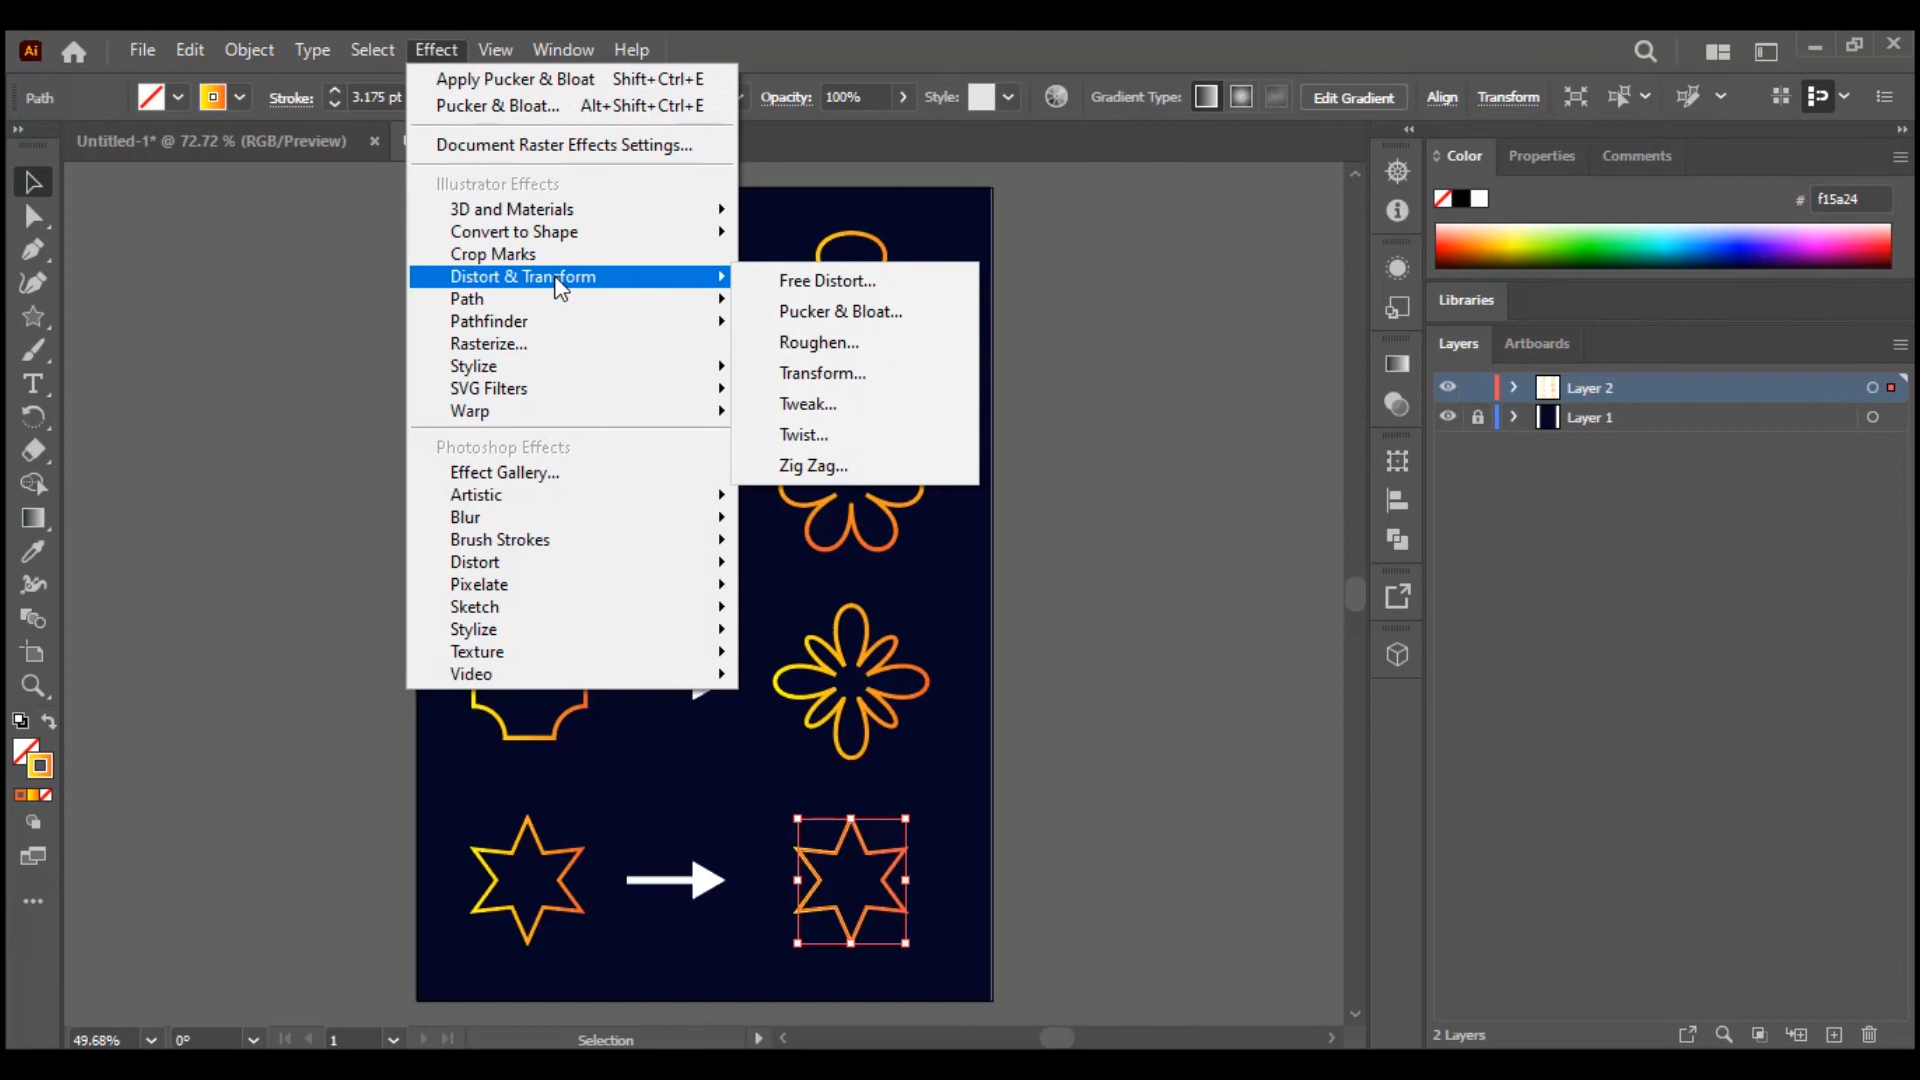 Ai
File Edit Object Type Select Effect View Window Help
Path
Stroke: 3.175 pt
Opacity: 100%
Style:
Gradient Type:
Edit Gradient
Align
Transform
Untitled-1* @ 72.72 % (RGB/Preview)
Apply Pucker & Bloat Shift+Ctrl+E
Pucker & Bloat... Alt+Shift+Ctrl+E
Document Raster Effects Settings...
Illustrator Effects
3D and Materials
Convert to Shape
Crop Marks
Distort & Transform
Path
Pathfinder
Rasterize...
Stylize
SVG Filters
Warp
Photoshop Effects
Effect Gallery...
Artistic
Blur
Brush Strokes
Distort
Pixelate
Sketch
Stylize
Texture
Video
Free Distort...
Pucker & Bloat...
Roughen...
Transform...
Tweak...
Twist...
Zig Zag...
Color Properties Comments
# f15a24
Libraries
Layers Artboards
Layer 2
Layer 1
2 Layers
49.68% 0° 1 Selection